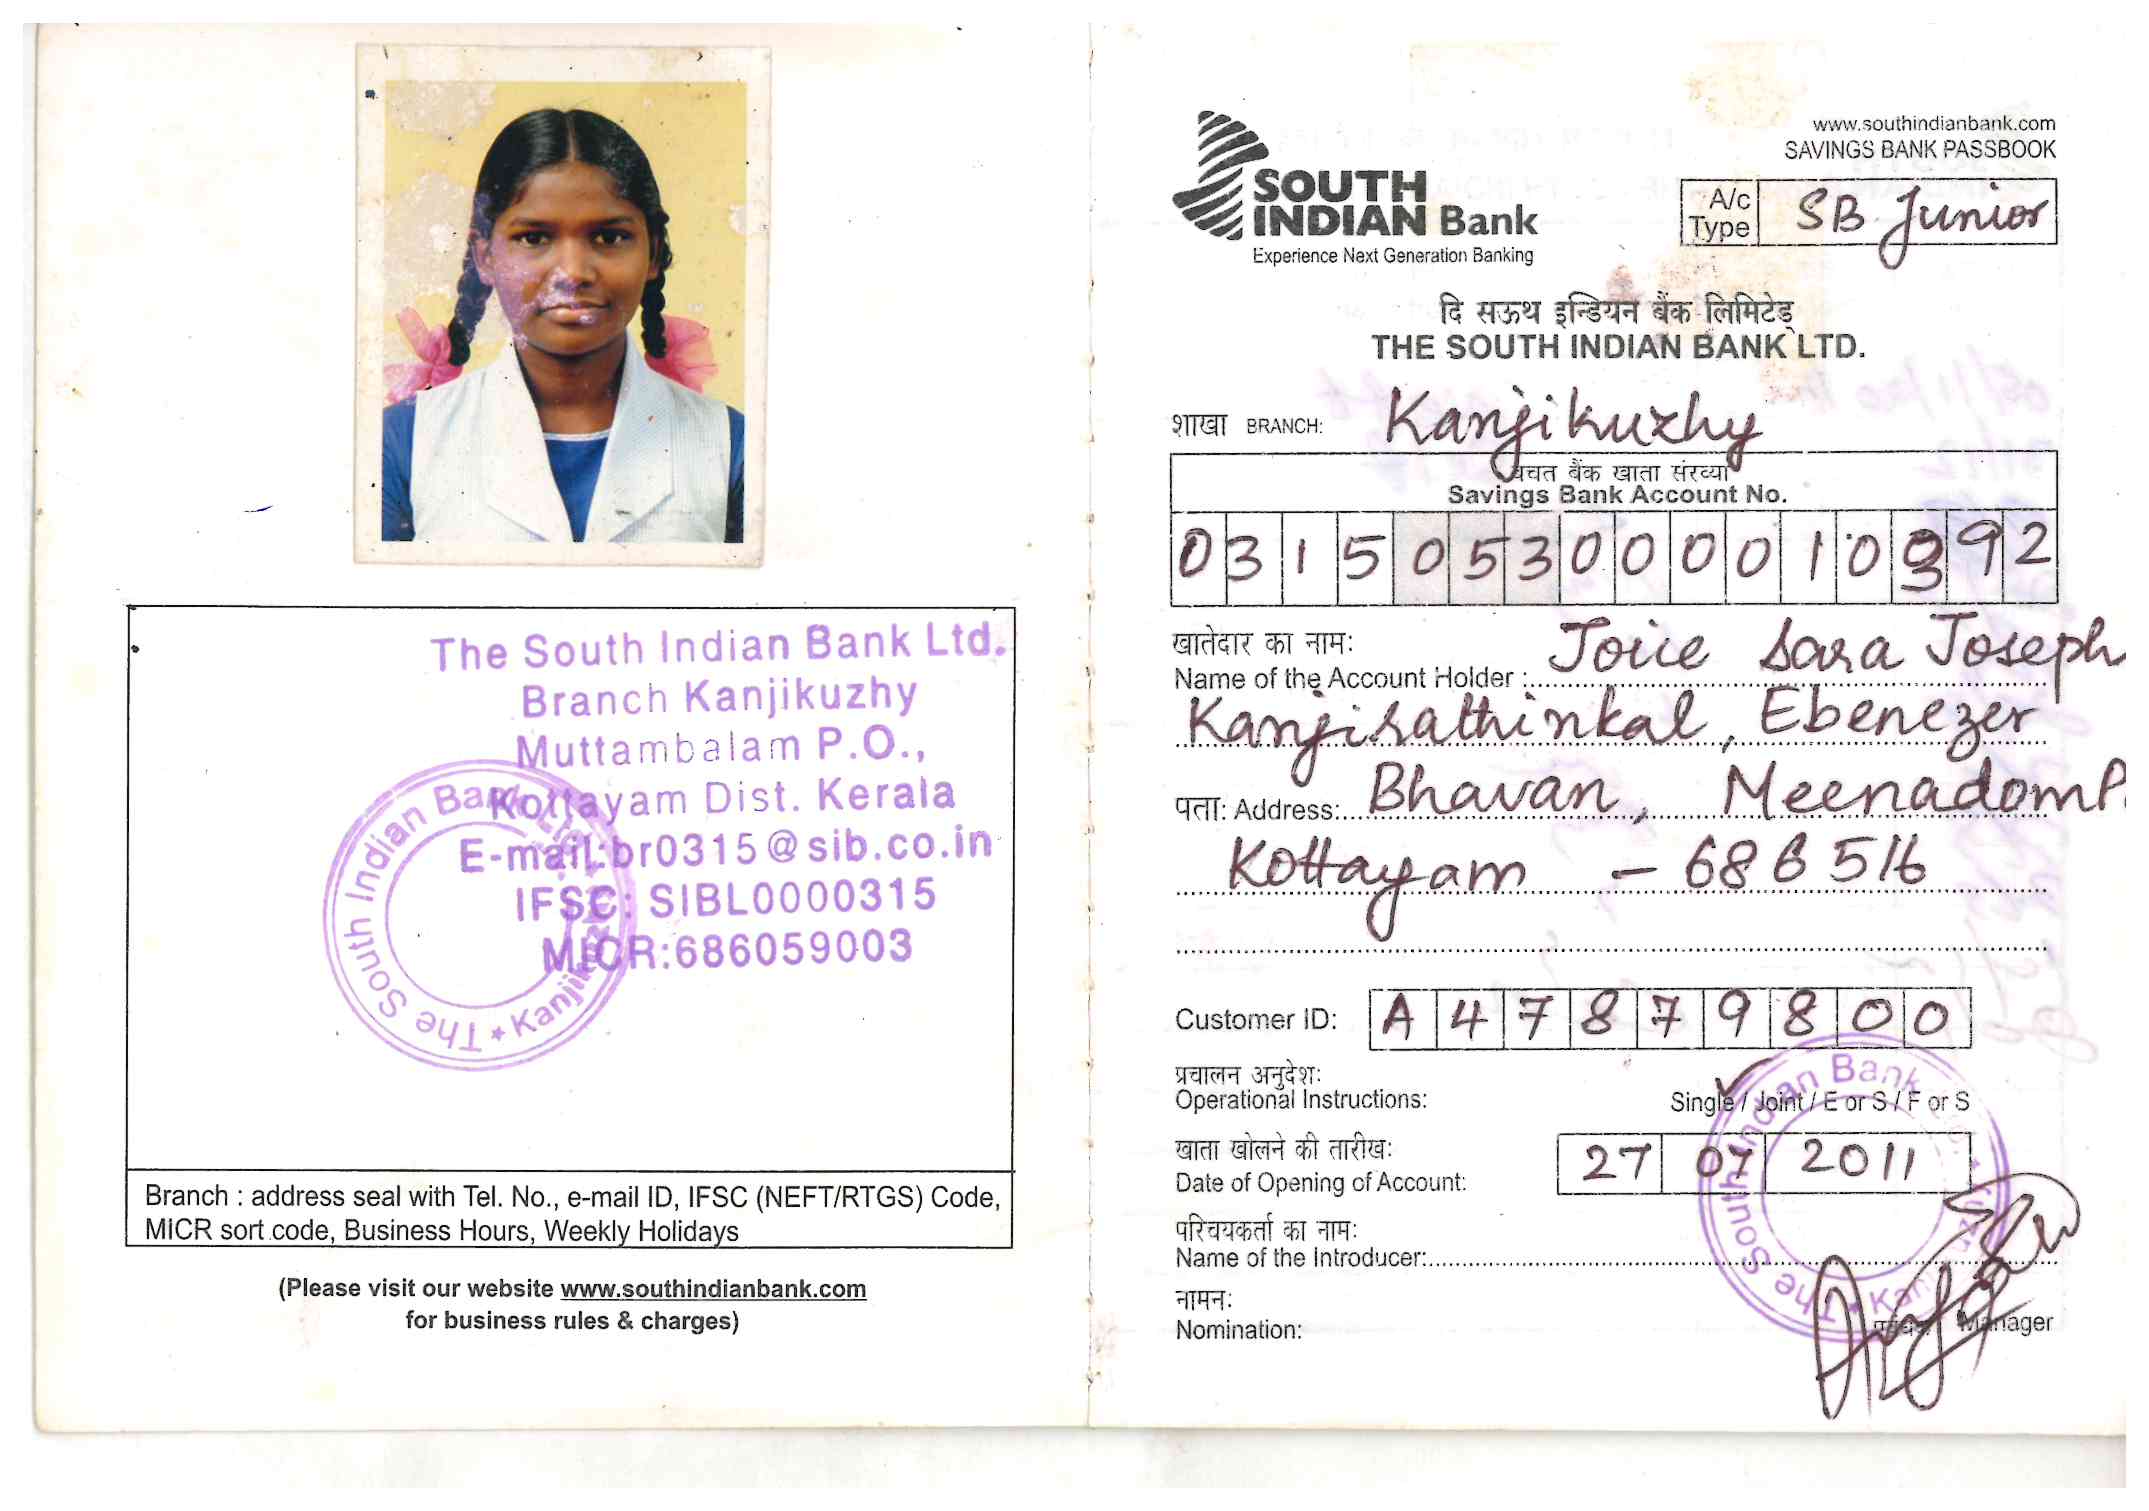 The South Indian Bank Ltd.
Branch Kanjikuzhy
Muttambalam P.O.,
Kottayam Dist. Kerala
E-mail:br0315@sib.co.in
IFSC: SIBL0000315
MICR:686059003
The South Indian Bank Ltd. ★ Kanjikuzhy
Branch : address seal with Tel. No., e-mail ID, IFSC (NEFT/RTGS) Code,
MICR sort code, Business Hours, Weekly Holidays
(Please visit our website www.southindianbank.com
for business rules & charges)
www.southindianbank.com
SAVINGS BANK PASSBOOK
SOUTH
INDIAN Bank
Experience Next Generation Banking
A/c Type SB Junior
दि सऊथ इन्डियन बैंक लिमिटेड
THE SOUTH INDIAN BANK LTD.
शाखा BRANCH: Kanjikuzhy
बचत बैंक खाता संख्या
Savings Bank Account No.
0 3 1 5 0 5 3 0 0 0 0 1 0 3 9 2
खातेदार का नाम:
Name of the Account Holder : Joice Sara Joseph
Kanjirathinkal, Ebenezer
पता: Address: Bhavan, Meenadom P.
Kottayam - 686516
Customer ID: A 4 7 8 7 9 8 0 0
प्रचालन अनुदेश:
Operational Instructions: Single / Joint / E or S / F or S
खाता खोलने की तारीख:
Date of Opening of Account: 27 07 2011
परिचयकर्ता का नाम:
Name of the Introducer:
नामन:
Nomination:
Manager
The South Indian Bank